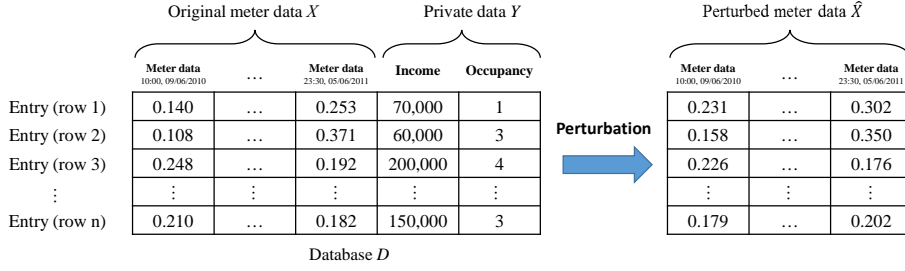 Original meter data X Private data Y Perturbed meter data X̂
Meter data … Meter data Income Occupancy Meter data … Meter data
10:00, 09/06/2010 23:30, 05/06/2011 10:00, 09/06/2010 23:30, 05/06/2011
Entry (row 1) 0.140 … 0.253 70,000 1 0.231 … 0.302
Entry (row 2) 0.108 … 0.371 60,000 3 Perturbation 0.158 … 0.350
Entry (row 3) 0.248 … 0.192 200,000 4 0.226 … 0.176
⋮ ⋮ ⋮ ⋮ ⋮ ⋮ ⋮ ⋮ ⋮
Entry (row n) 0.210 … 0.182 150,000 3 0.179 … 0.202
Database D